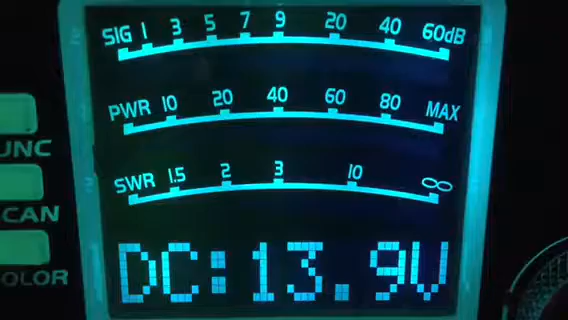 SIG 1 3 5 7 9 20 40 60dB
PWR 10 20 40 60 80 MAX
UNC
SWR 1.5 2 3 10 ∞
CAN
OLOR
DC:13.9V